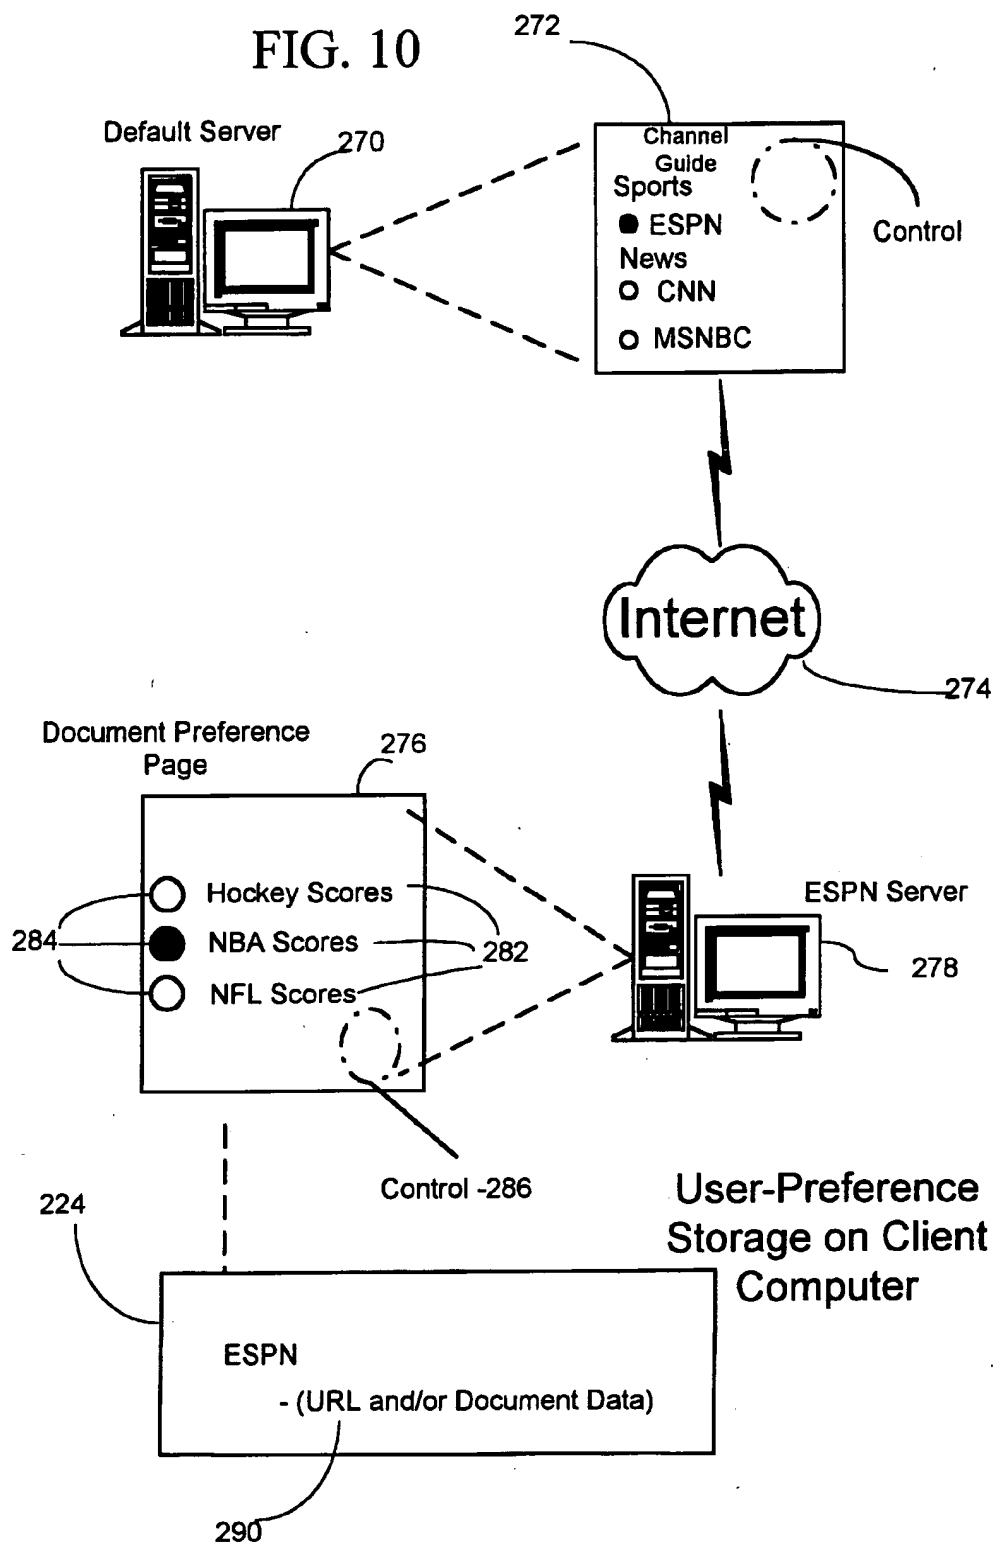 FIG. 10
272
Default Server
270
Channel
Guide
Sports
ESPN
News
CNN
MSNBC
Control
Internet
274
Document Preference
Page
276
Hockey Scores
NBA Scores
NFL Scores
284
282
ESPN Server
278
Control -286
User-Preference
Storage on Client
Computer
224
ESPN
- (URL and/or Document Data)
290